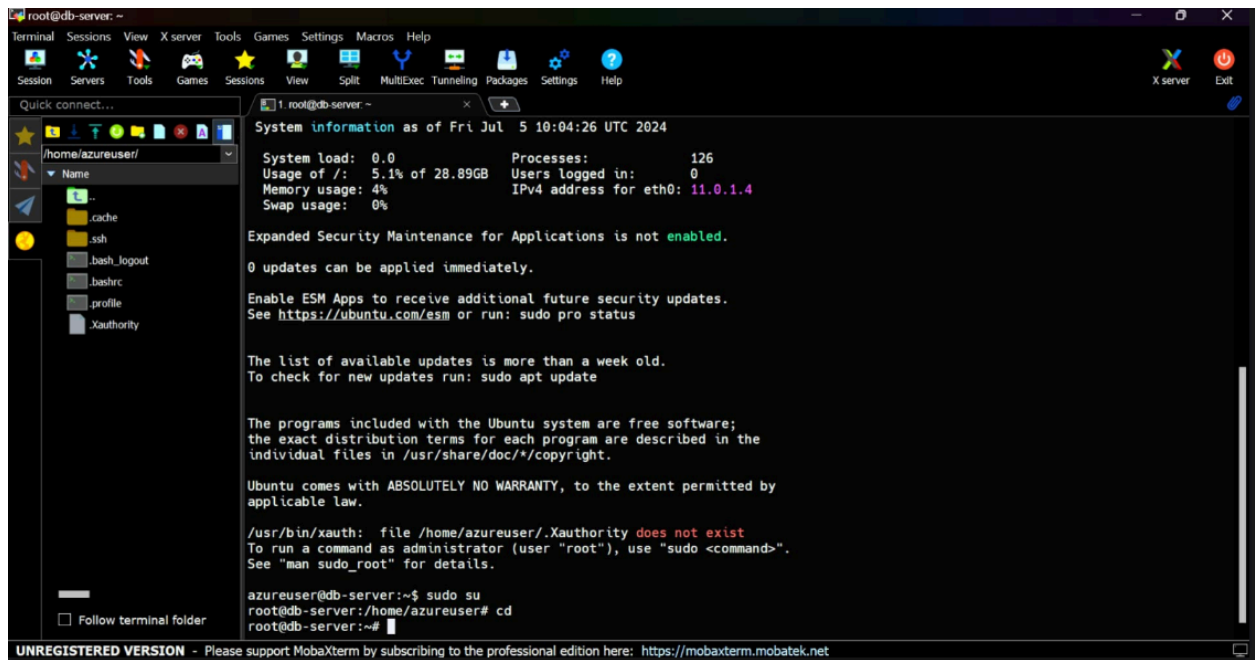 root@db-server: ~
Terminal Sessions View X server Tools Games Settings Macros Help
Session Servers Tools Games Sessions View Split MultiExec Tunneling Packages Settings Help X server Exit
Quick connect...
1. root@db-server: ~
/home/azureuser/
Name
..
.cache
.ssh
.bash_logout
.bashrc
.profile
.Xauthority
Follow terminal folder
System information as of Fri Jul 5 10:04:26 UTC 2024
System load: 0.0 Processes: 126
Usage of /: 5.1% of 28.89GB Users logged in: 0
Memory usage: 4% IPv4 address for eth0: 11.0.1.4
Swap usage: 0%
Expanded Security Maintenance for Applications is not enabled.
0 updates can be applied immediately.
Enable ESM Apps to receive additional future security updates.
See https://ubuntu.com/esm or run: sudo pro status
The list of available updates is more than a week old.
To check for new updates run: sudo apt update
The programs included with the Ubuntu system are free software;
the exact distribution terms for each program are described in the
individual files in /usr/share/doc/*/copyright.
Ubuntu comes with ABSOLUTELY NO WARRANTY, to the extent permitted by
applicable law.
/usr/bin/xauth: file /home/azureuser/.Xauthority does not exist
To run a command as administrator (user "root"), use "sudo <command>".
See "man sudo_root" for details.
azureuser@db-server:~$ sudo su
root@db-server:/home/azureuser# cd
root@db-server:~#
UNREGISTERED VERSION - Please support MobaXterm by subscribing to the professional edition here: https://mobaxterm.mobatek.net